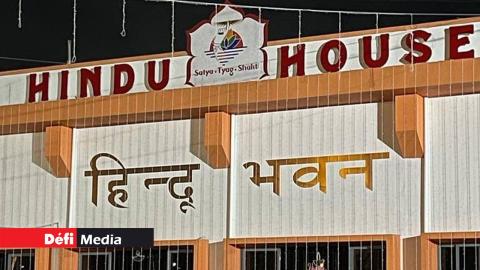 HINDU HOUSE
Satya • Tyag • Shakti
हिन्दू भवन
Défi Media